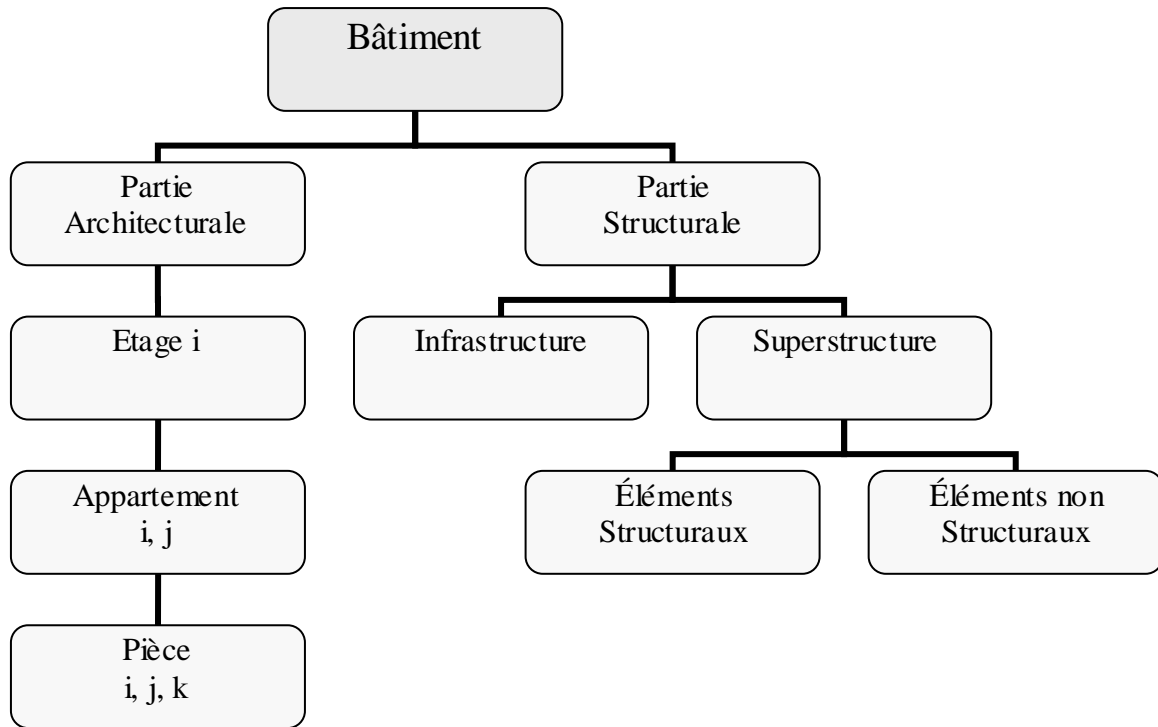 Bâtiment
Partie
Architecturale
Partie
Structurale
Etage i
Infrastructure
Superstructure
Appartement
i, j
Éléments
Structuraux
Éléments non
Structuraux
Pièce
i, j, k